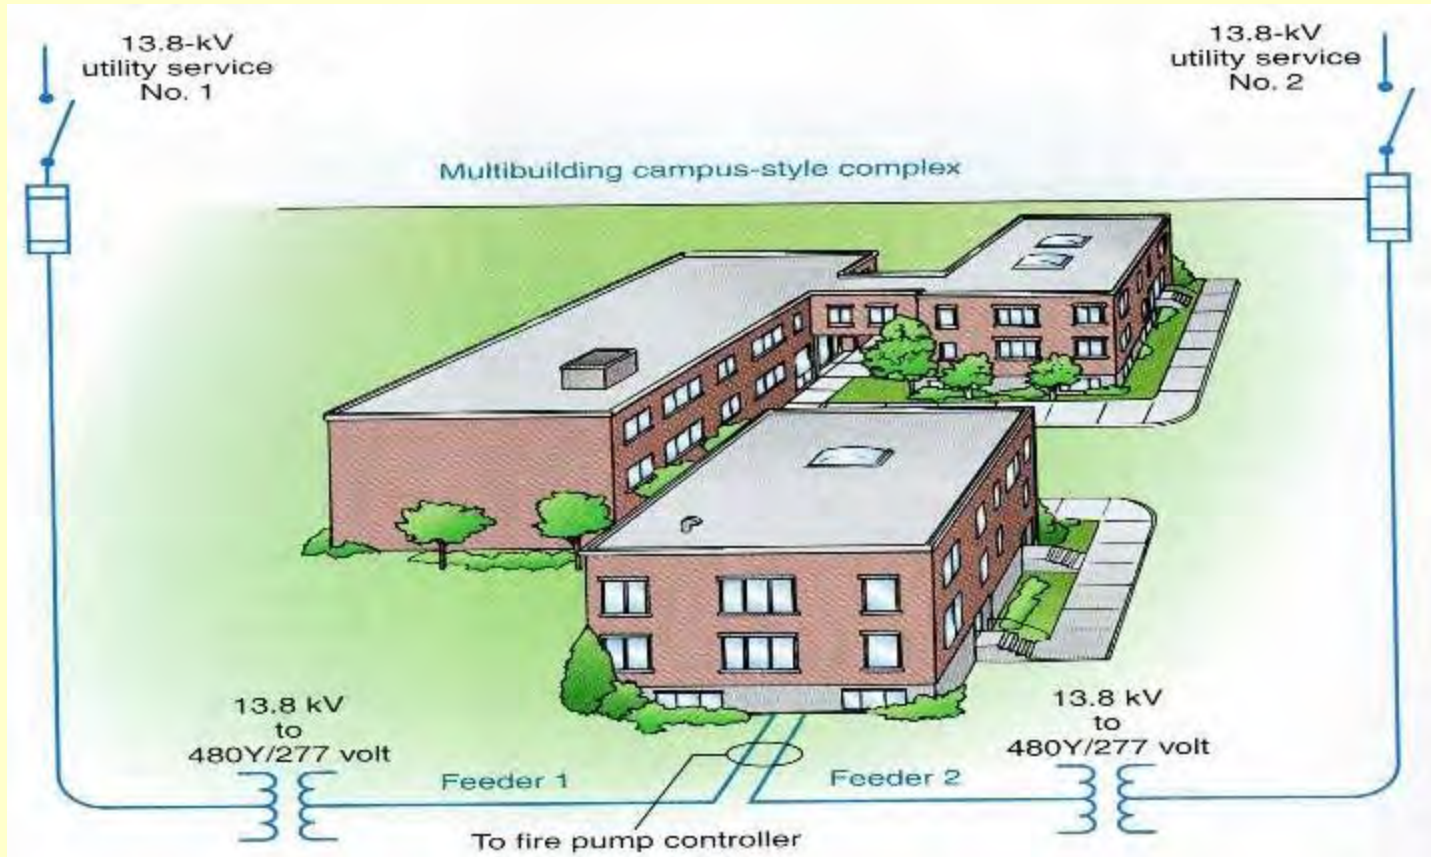 13.8-kV
utility service
No. 1
13.8-kV
utility service
No. 2
Multibuilding campus-style complex
13.8 kV
to
480Y/277 volt
13.8 kV
to
480Y/277 volt
Feeder 1
Feeder 2
To fire pump controller